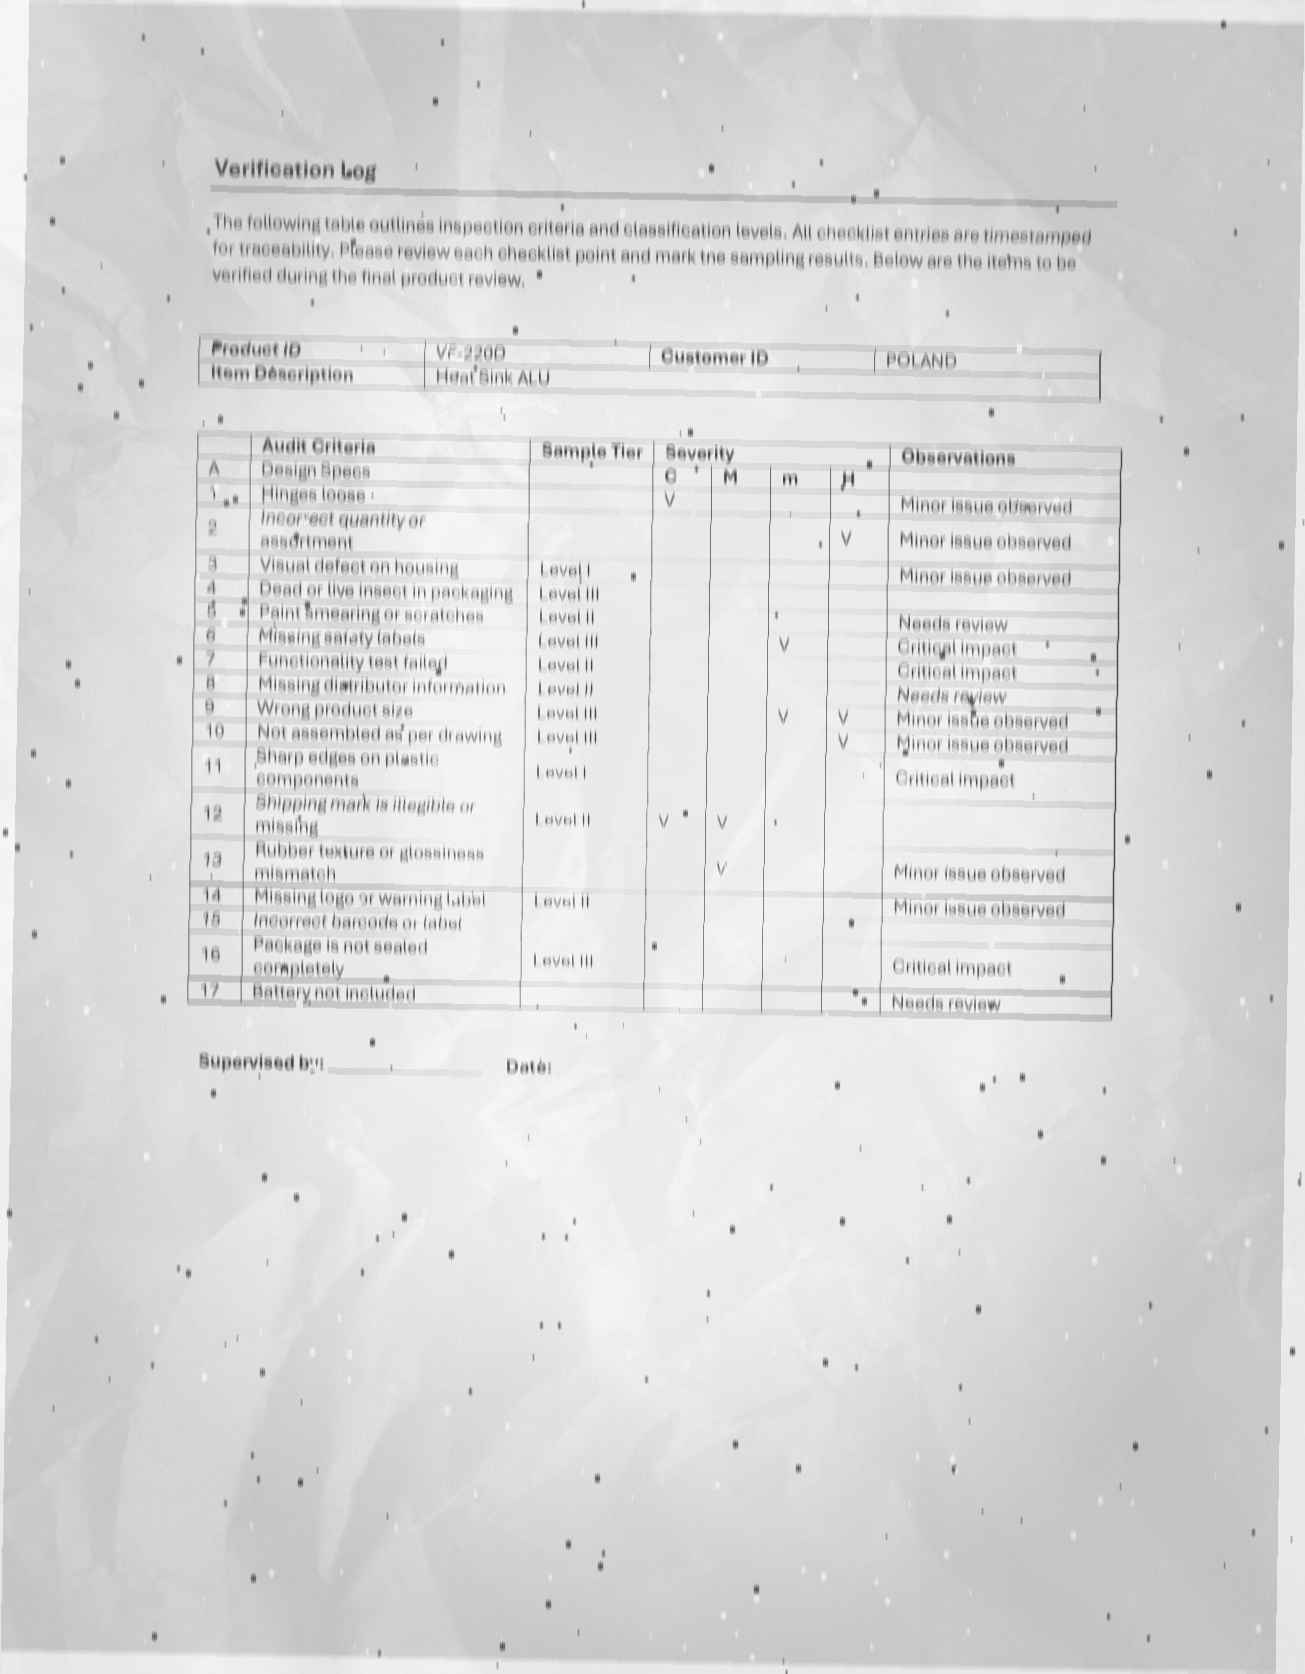 Verification Log
The following table outlines inspection criteria and classification levels. All checklist entries are timestamped
for traceability. Please review each checklist point and mark the sampling results. Below are the items to be
verified during the final product review.
Product ID VF-220D Customer ID POLAND
Item Description Heat Sink ALU
Audit Criteria Sample Tier Severity Observations
A Design Specs C M m H
1 Hinges loose V Minor issue observed
2 Incorrect quantity or
assortment V Minor issue observed
3 Visual defect on housing Level I Minor issue observed
4 Dead or live insect in packaging Level III
5 Paint smearing or scratches Level II Needs review
6 Missing safety labels Level III V Critical impact
7 Functionality test failed Level II Critical impact
8 Missing distributor information Level II Needs review
9 Wrong product size Level III V V Minor issue observed
10 Not assembled as per drawing Level III V Minor issue observed
11 Sharp edges on plastic
components Level I Critical impact
12 Shipping mark is illegible or
missing Level II V V
13 Rubber texture or glossiness
mismatch V Minor issue observed
14 Missing logo or warning label Level II Minor issue observed
15 Incorrect barcode or label
16 Package is not sealed
completely Level III Critical impact
17 Battery not included Needs review
Supervised by: Date: